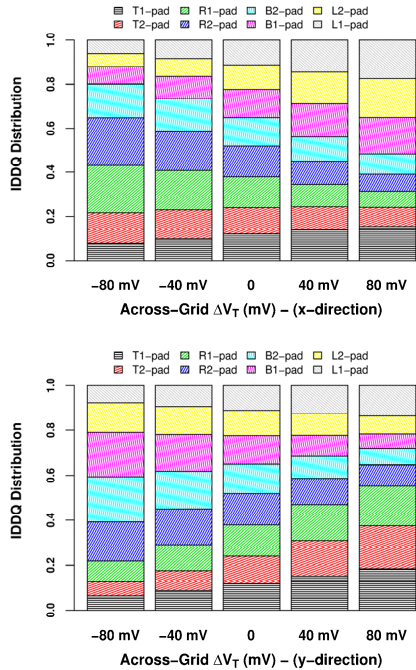 T1-pad R1-pad B2-pad L2-pad
T2-pad R2-pad B1-pad L1-pad
IDDQ Distribution
1.0
0.8
0.6
0.4
0.2
0.0
−80 mV −40 mV 0 40 mV 80 mV
Across-Grid ΔV_T (mV) − (x-direction)
T1-pad R1-pad B2-pad L2-pad
T2-pad R2-pad B1-pad L1-pad
IDDQ Distribution
1.0
0.8
0.6
0.4
0.2
0.0
−80 mV −40 mV 0 40 mV 80 mV
Across-Grid ΔV_T (mV) − (y-direction)